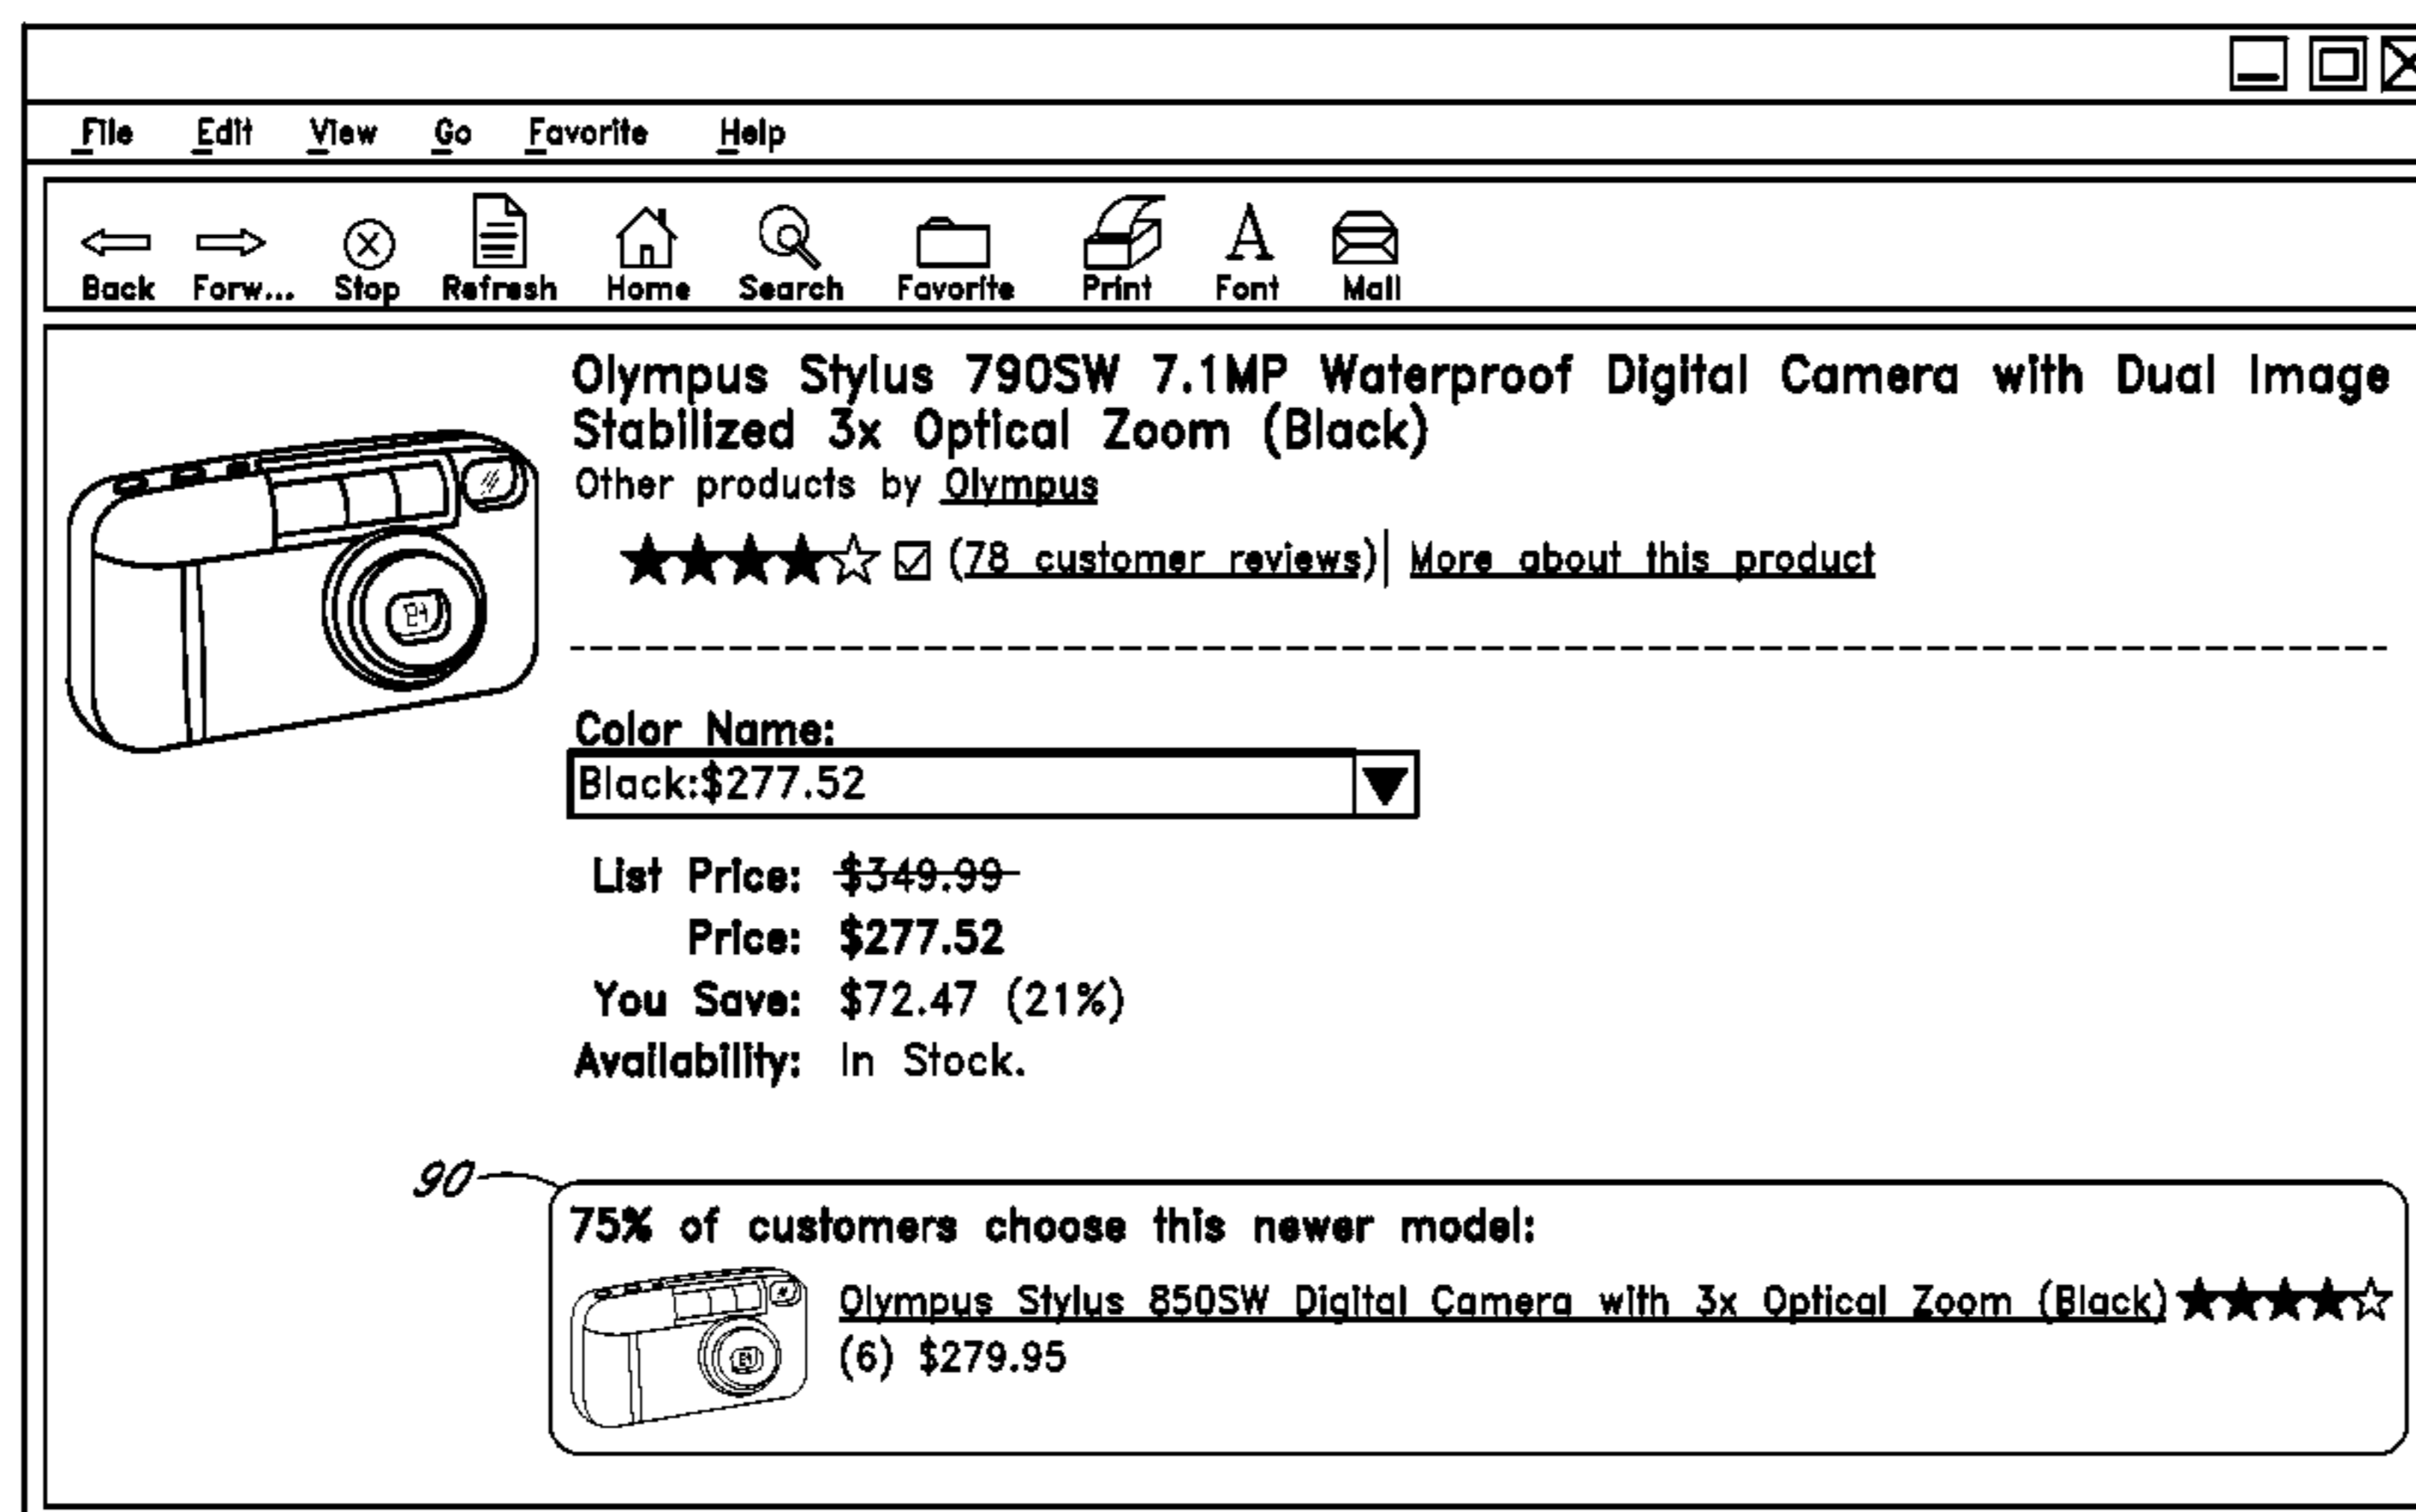 File Edit View Go Favorite Help
Back Forw... Stop Refresh Home Search Favorite Print Font Mail
Olympus Stylus 790SW 7.1MP Waterproof Digital Camera with Dual Image
Stabilized 3x Optical Zoom (Black)
Other products by Olympus
(78 customer reviews)| More about this product
Color Name:
Black:$277.52
List Price: $349.99
Price: $277.52
You Save: $72.47 (21%)
Availability: In Stock.
90
75% of customers choose this newer model:
Olympus Stylus 850SW Digital Camera with 3x Optical Zoom (Black)
(6) $279.95